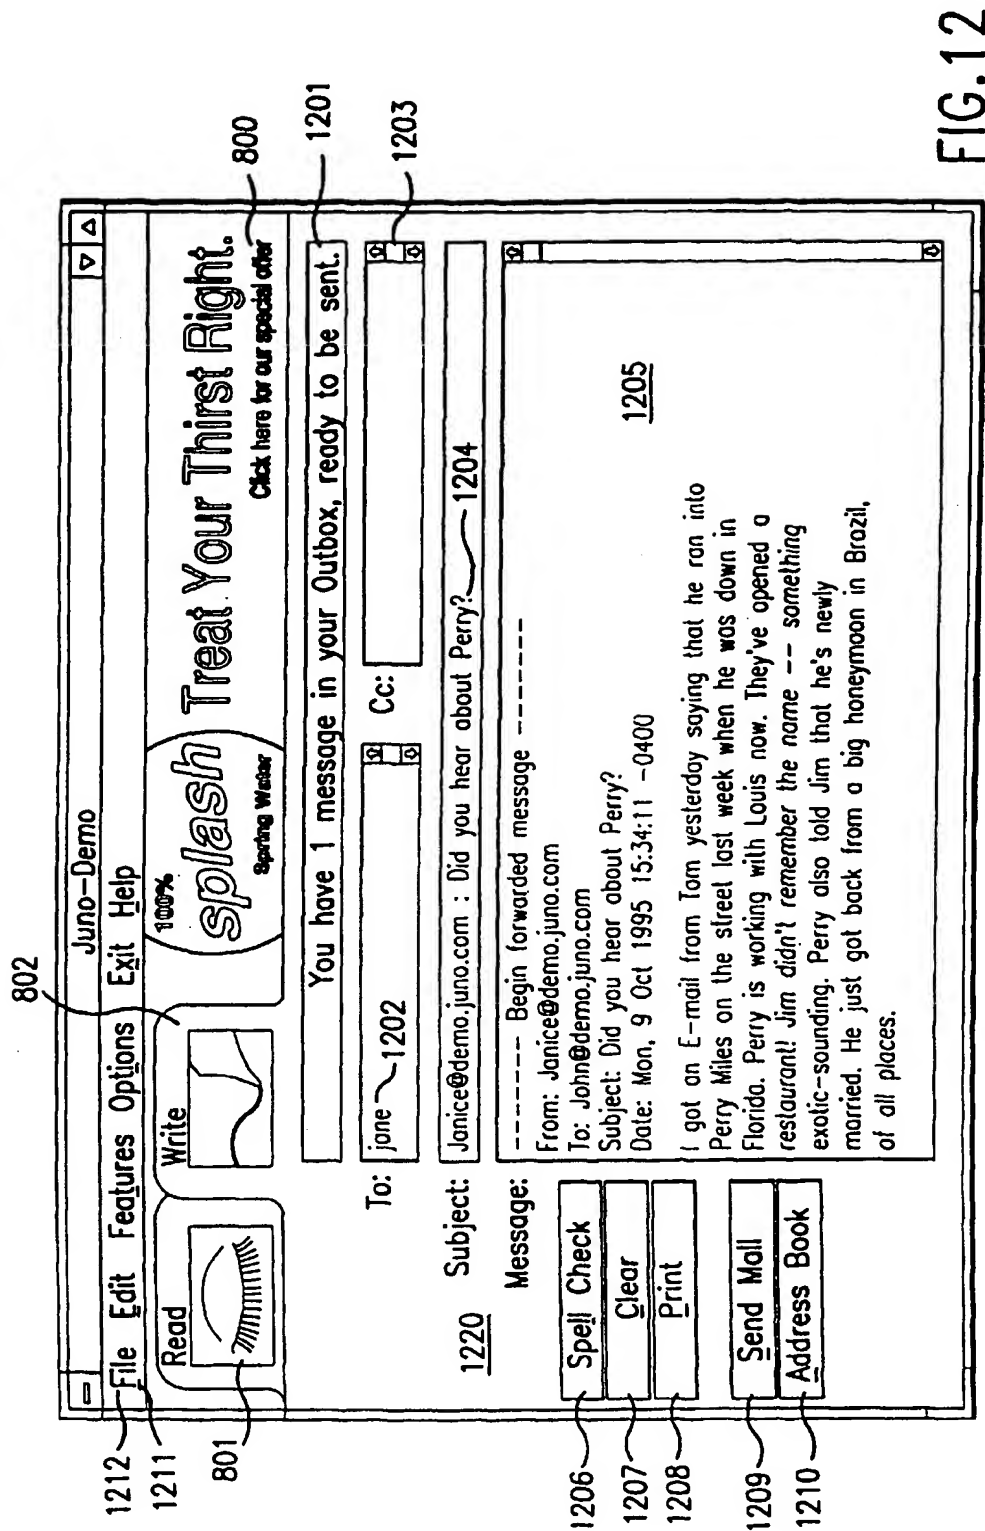 802
Juno-Demo
1212
File Edit Features Options Exit Help
1211
Read
Write
100%
splash
Spring Water
Treat Your Thirst Right.
Click here for our special offer
800
801
You have 1 message in your Outbox, ready to be sent.
1201
To: jane 1202
Cc:
1203
1220
Subject: Janice@demo.juno.com : Did you hear about Perry? 1204
Message:
------- Begin forwarded message -------
From: Janice@demo.juno.com
To: John@demo.juno.com
Subject: Did you hear about Perry?
Date: Mon, 9 Oct 1995 15:34:11 -0400
I got an E-mail from Tom yesterday saying that he ran into
Perry Miles on the street last week when he was down in
Florida. Perry is working with Louis now. They've opened a
restaurant! Jim didn't remember the name -- something
exotic-sounding. Perry also told Jim that he's newly
married. He just got back from a big honeymoon in Brazil,
of all places.
1205
1206
Spell Check
1207
Clear
1208
Print
1209
Send Mail
1210
Address Book
FIG.12